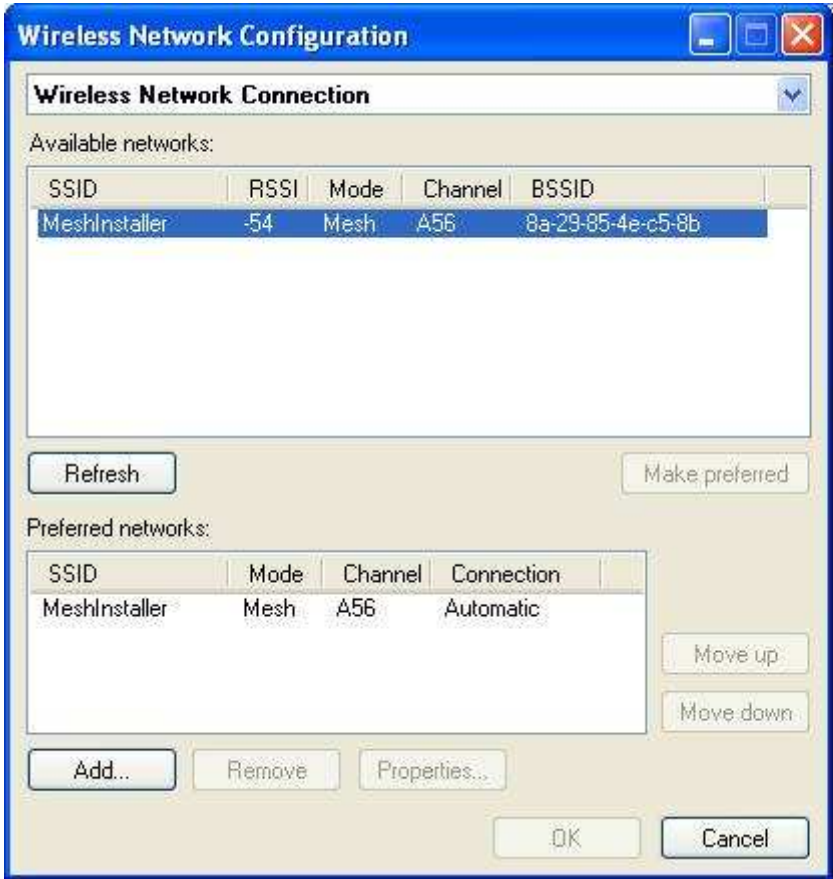 Wireless Network Configuration
Wireless Network Connection
Available networks:
SSID RSSI Mode Channel BSSID
MeshInstaller -54 Mesh A56 8a-29-85-4e-c5-8b
Refresh Make preferred
Preferred networks:
SSID Mode Channel Connection
MeshInstaller Mesh A56 Automatic
Move up
Move down
Add... Remove Properties...
OK Cancel